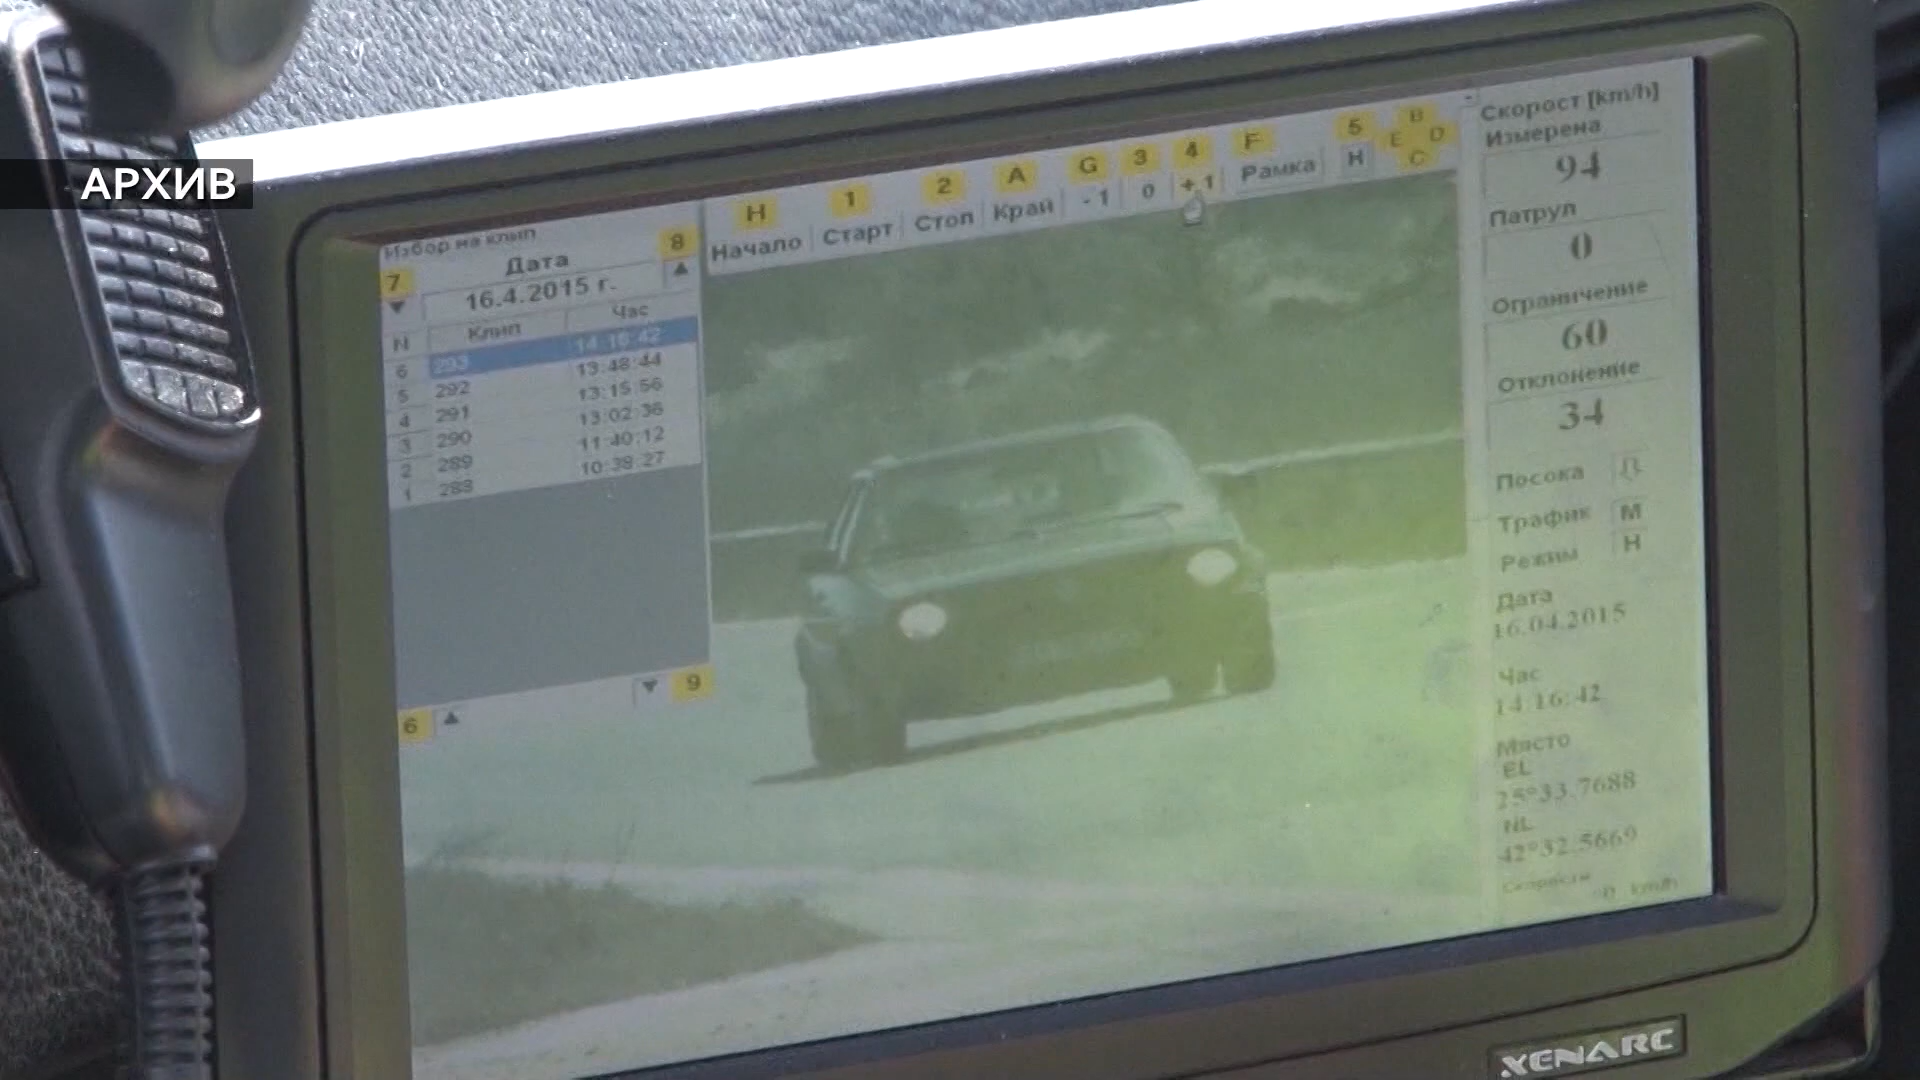 АРХИВ
Избор на клип
Дата
8
7
16.4.2015 г.
N Клип Час
6 293 14:16:42
5 292 13:48:44
4 291 13:15:56
3 290 13:02:36
2 289 11:40:12
1 288 10:38:27
9
6
H 1 2 A G 3 4 F 5 B E D C
Начало Старт Стоп Край -1 0 +1 Рамка Н
Скорост [km/h]
Измерена
94
Патрул
0
Ограничение
60
Отклонение
34
Посока
Трафик М
Режим Н
Дата
16.04.2015
Час
14:16:42
Място
EL
25°33.7688
NL
42°32.5669
Скорости
0 km/h
XENARC